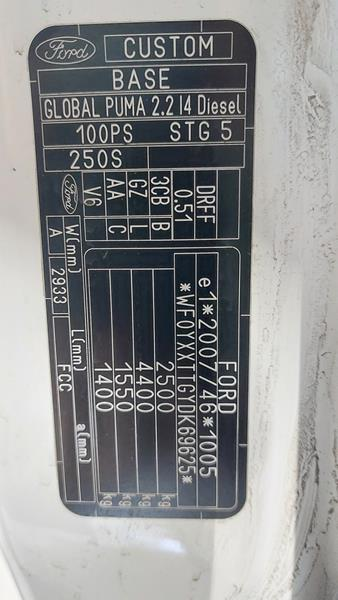 Ford
CUSTOM
BASE
GLOBAL PUMA 2.2 I4 Diesel
100PS STG 5
250S
FORD
e1*2007/46*1005
*WF0YXXTTGYDK69625*
2500 kg
4400 kg
1550 kg
1400 kg
DRFF
0.51
3CB B
GZ L
AA C
V6
Ford
W(mm) L(mm) a(mm)
A 2933 FCC